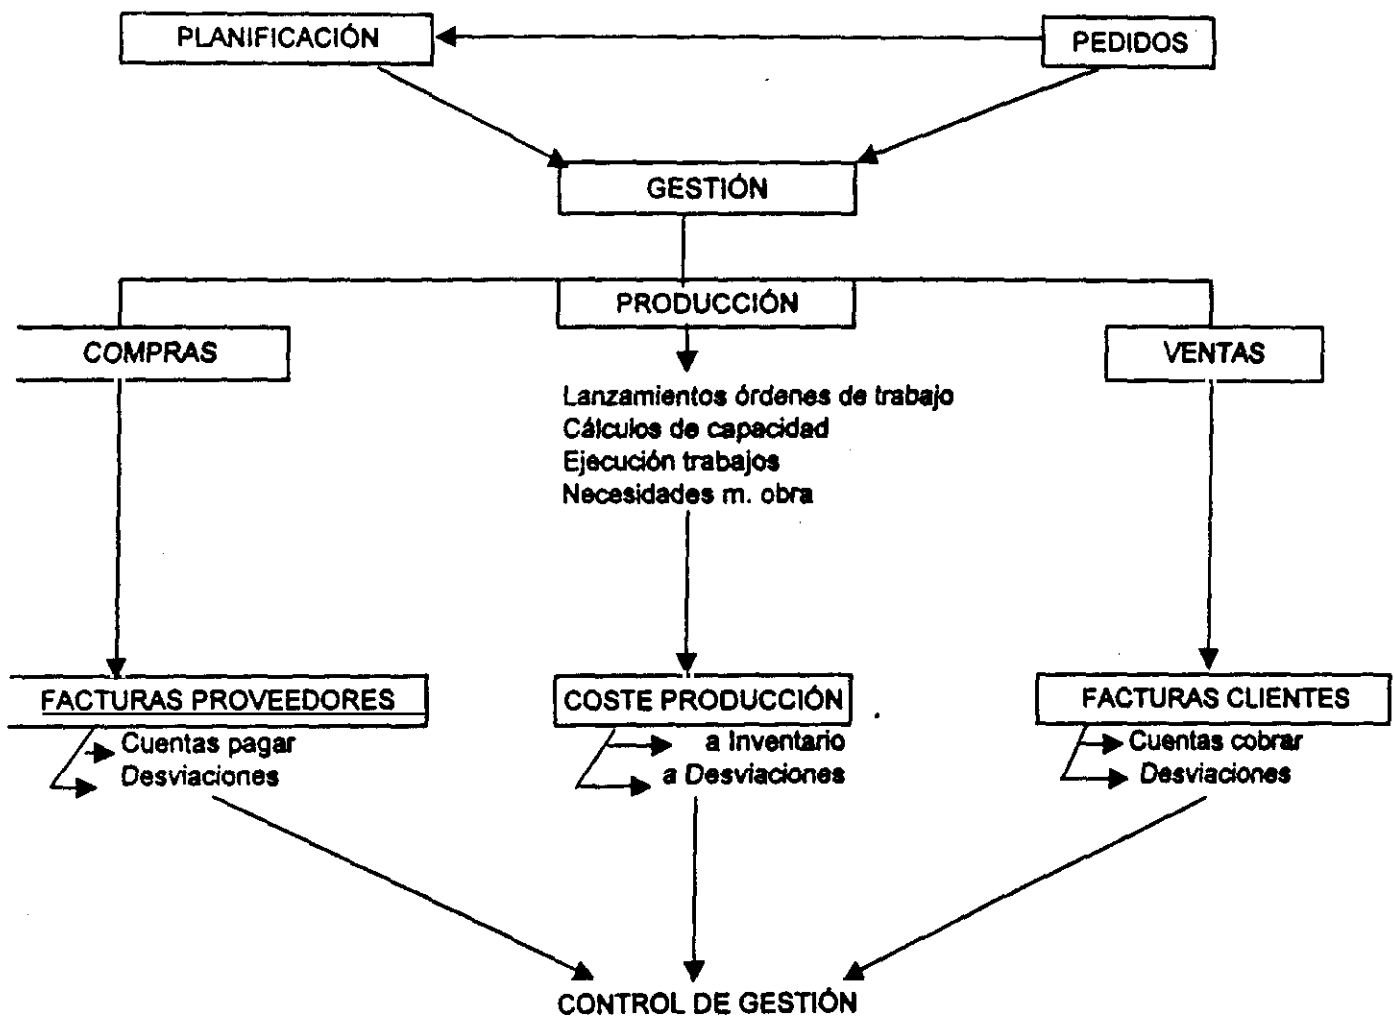 PLANIFICACIÓN
PEDIDOS
GESTIÓN
PRODUCCIÓN
COMPRAS
VENTAS
Lanzamientos órdenes de trabajo
Cálculos de capacidad
Ejecución trabajos
Necesidades m. obra
FACTURAS PROVEEDORES
Cuentas pagar
Desviaciones
COSTE PRODUCCIÓN
a Inventario
a Desviaciones
FACTURAS CLIENTES
Cuentas cobrar
Desviaciones
CONTROL DE GESTIÓN